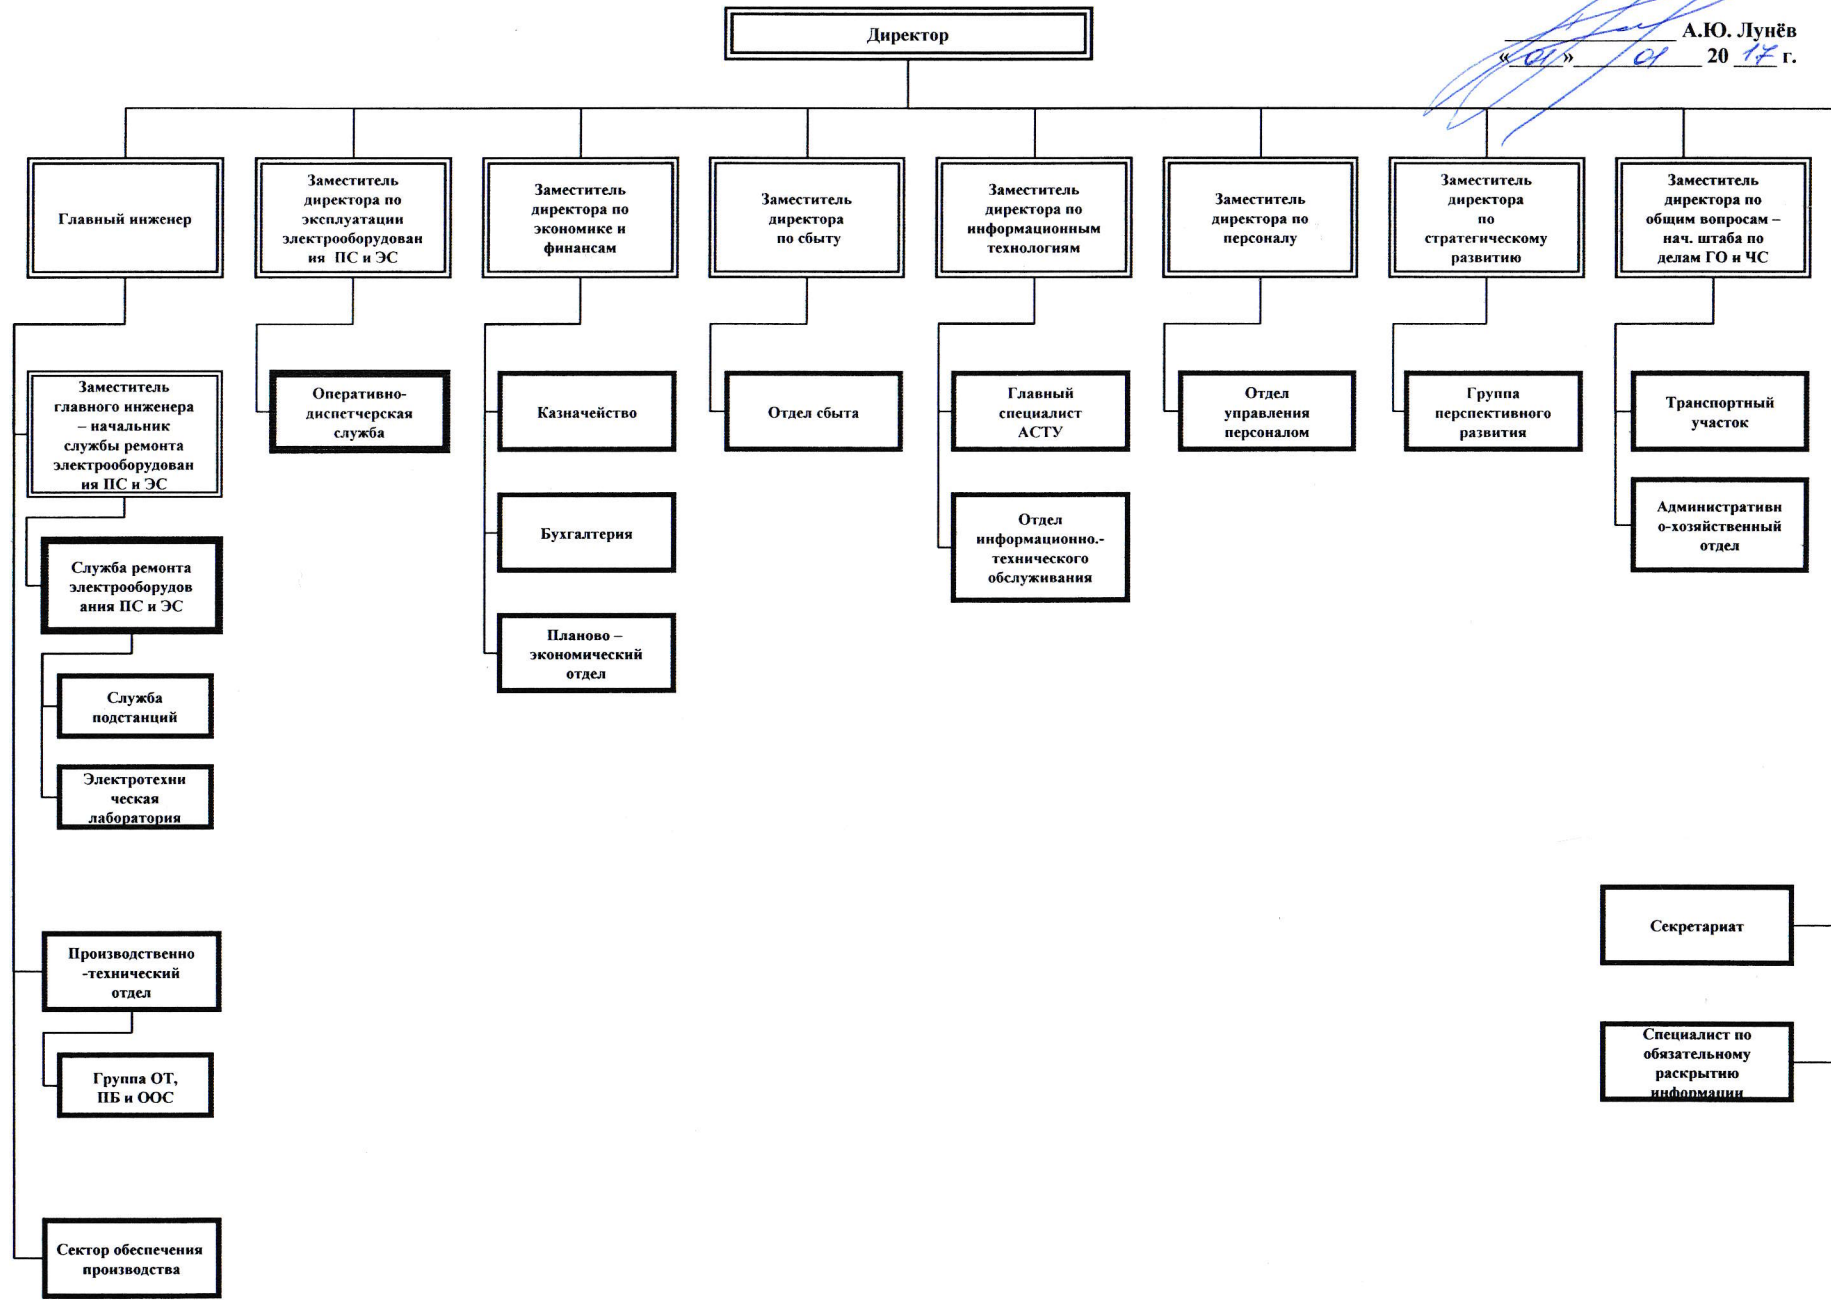 Директор
А.Ю. Лунёв
« 01 » 01 20 17 г.
Главный инженер
Заместитель
директора по
эксплуатации
электрооборудован
ия ПС и ЭС
Заместитель
директора по
экономике и
финансам
Заместитель
директора
по сбыту
Заместитель
директора по
информационным
технологиям
Заместитель
директора по
персоналу
Заместитель
директора
по
стратегическому
развитию
Заместитель
директора по
общим вопросам –
нач. штаба по
делам ГО и ЧС
Заместитель
главного инженера
– начальник
службы ремонта
электрооборудован
ия ПС и ЭС
Оперативно-
диспетчерская
служба
Казначейство
Отдел сбыта
Главный
специалист
АСТУ
Отдел
управления
персоналом
Группа
перспективного
развития
Транспортный
участок
Служба ремонта
электрооборудов
ания ПС и ЭС
Бухгалтерия
Отдел
информационно.-
технического
обслуживания
Административн
о-хозяйственный
отдел
Планово –
экономический
отдел
Служба
подстанций
Электротехни
ческая
лаборатория
Секретариат
Производственно
-технический
отдел
Специалист по
обязательному
раскрытию
информации
Группа ОТ,
ПБ и ООС
Сектор обеспечения
производства